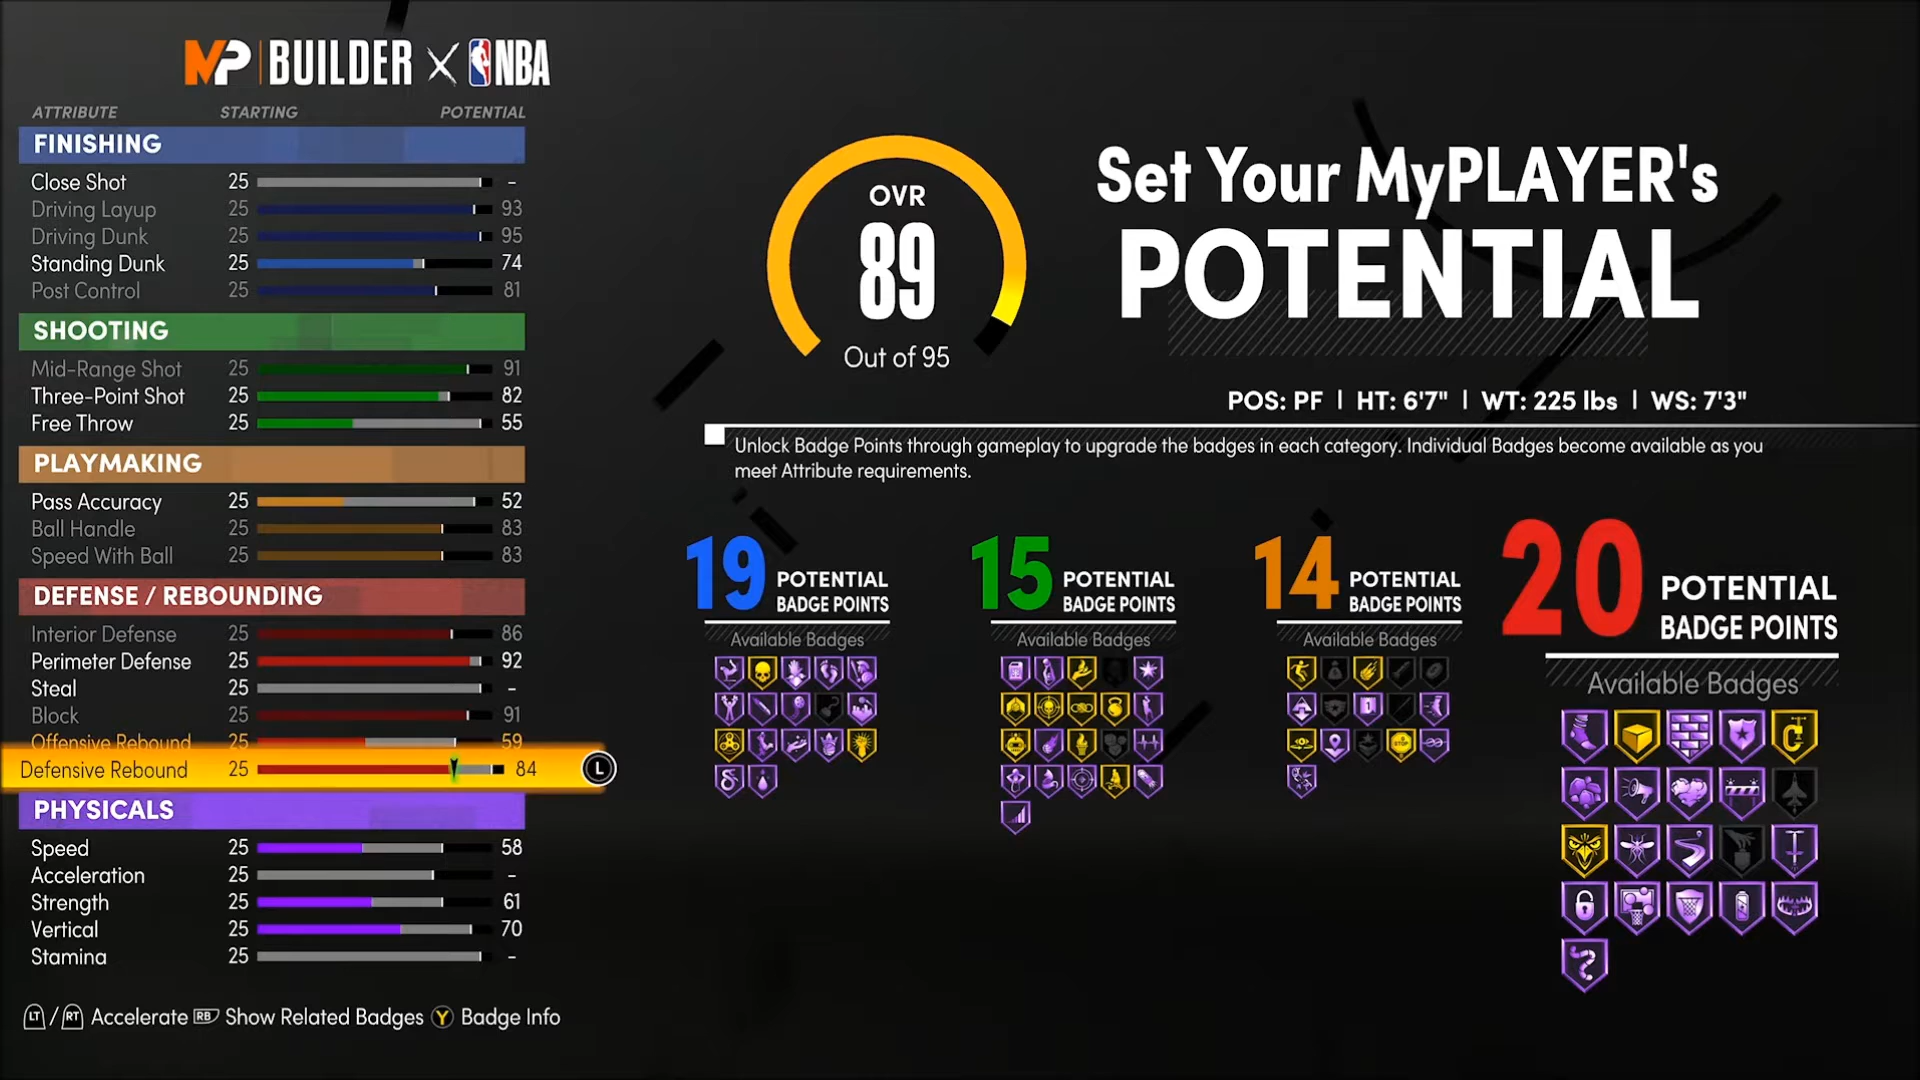 MP | BUILDER X NBA
ATTRIBUTE STARTING POTENTIAL
FINISHING
Close Shot 25 -
Driving Layup 25 93
Driving Dunk 25 95
Standing Dunk 25 74
Post Control 25 81
SHOOTING
Mid-Range Shot 25 91
Three-Point Shot 25 82
Free Throw 25 55
PLAYMAKING
Pass Accuracy 25 52
Ball Handle 25 83
Speed With Ball 25 83
DEFENSE / REBOUNDING
Interior Defense 25 86
Perimeter Defense 25 92
Steal 25 -
Block 25 91
Offensive Rebound 25 59
Defensive Rebound 25 84 L
PHYSICALS
Speed 25 58
Acceleration 25 -
Strength 25 61
Vertical 25 70
Stamina 25 -
LT / RT Accelerate RB Show Related Badges Y Badge Info
OVR
89
Out of 95
Set Your MyPLAYER's
POTENTIAL
POS: PF | HT: 6'7" | WT: 225 lbs | WS: 7'3"
Unlock Badge Points through gameplay to upgrade the badges in each category. Individual Badges become available as you
meet Attribute requirements.
19 POTENTIAL BADGE POINTS
Available Badges
15 POTENTIAL BADGE POINTS
Available Badges
14 POTENTIAL BADGE POINTS
Available Badges
STOP
20 POTENTIAL BADGE POINTS
Available Badges